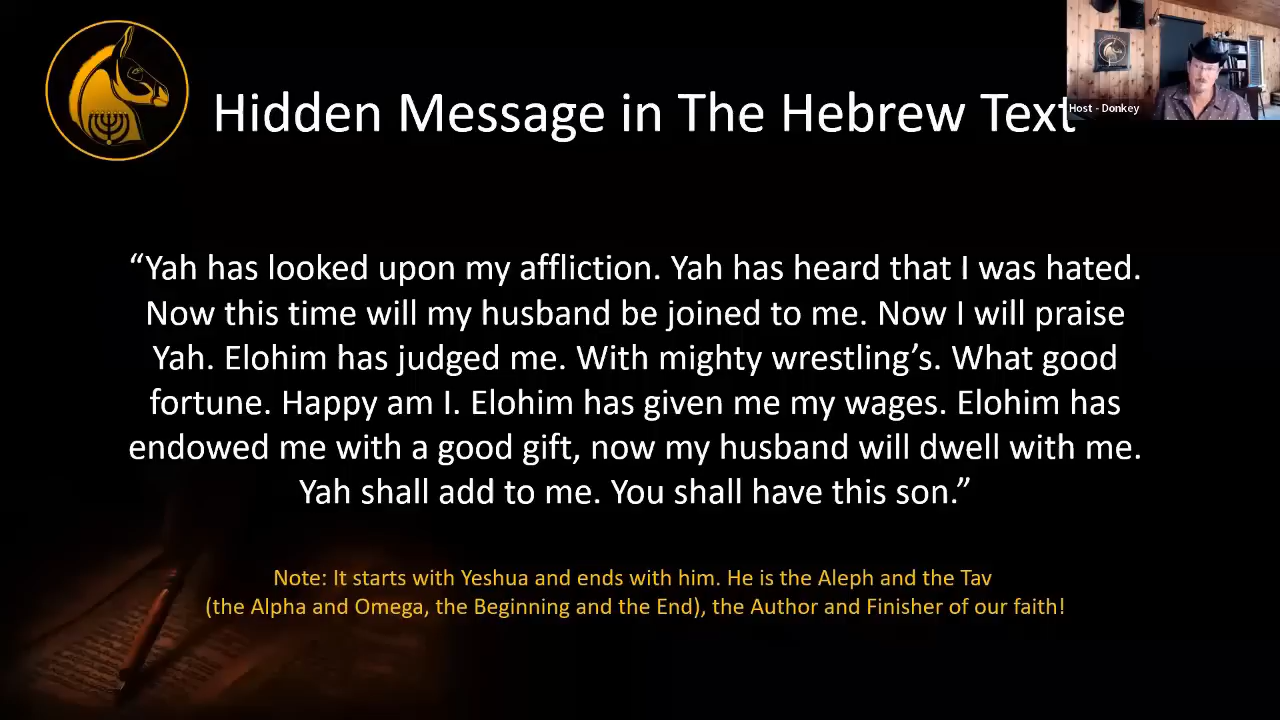 Hidden Message in The Hebrew Text
Host - Donkey
“Yah has looked upon my affliction. Yah has heard that I was hated.
Now this time will my husband be joined to me. Now I will praise
Yah. Elohim has judged me. With mighty wrestling’s. What good
fortune. Happy am I. Elohim has given me my wages. Elohim has
endowed me with a good gift, now my husband will dwell with me.
Yah shall add to me. You shall have this son.”
Note: It starts with Yeshua and ends with him. He is the Aleph and the Tav
(the Alpha and Omega, the Beginning and the End), the Author and Finisher of our faith!